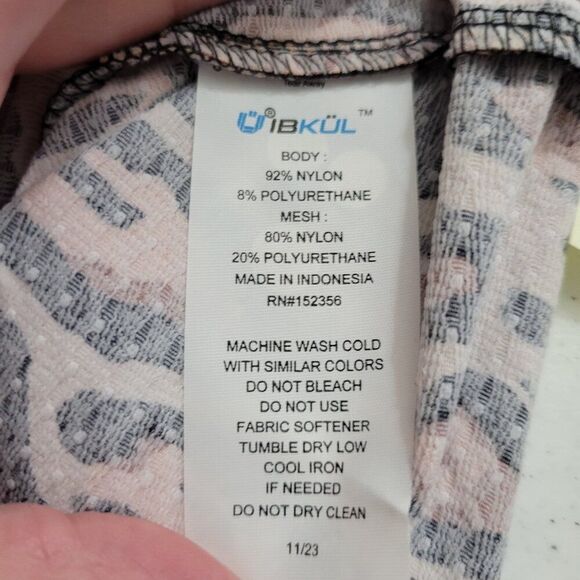 Tear Away
Ü® IBKÜL™
BODY :
92% NYLON
8% POLYURETHANE
MESH :
80% NYLON
20% POLYURETHANE
MADE IN INDONESIA
RN#152356
MACHINE WASH COLD
WITH SIMILAR COLORS
DO NOT BLEACH
DO NOT USE
FABRIC SOFTENER
TUMBLE DRY LOW
COOL IRON
IF NEEDED
DO NOT DRY CLEAN
11/23